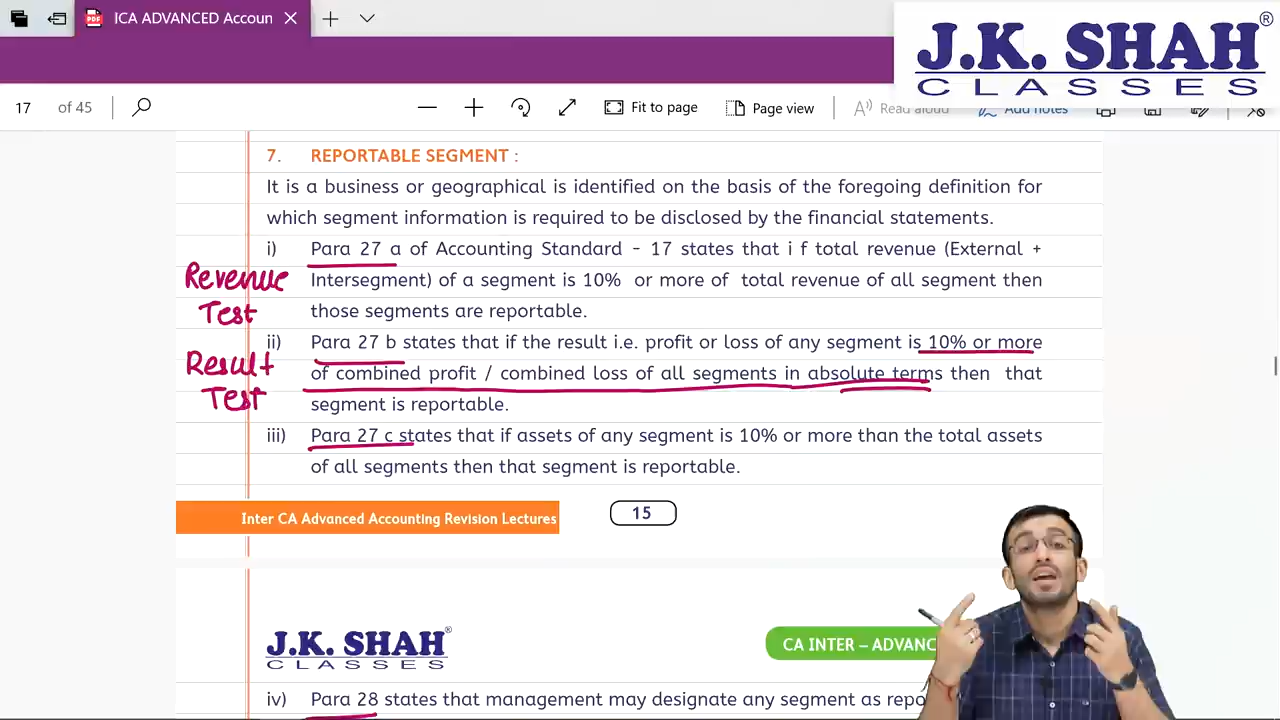 ICA ADVANCED Accoun
J.K. SHAH®
CLASSES
17 of 45
Fit to page
Page view
Read aloud
Add notes
7. REPORTABLE SEGMENT :
It is a business or geographical is identified on the basis of the foregoing definition for
which segment information is required to be disclosed by the financial statements.
i) Para 27 a of Accounting Standard - 17 states that i f total revenue (External +
Revenue
Intersegment) of a segment is 10% or more of total revenue of all segment then
Test
those segments are reportable.
ii) Para 27 b states that if the result i.e. profit or loss of any segment is 10% or more
Result
of combined profit / combined loss of all segments in absolute terms then that
Test
segment is reportable.
iii) Para 27 c states that if assets of any segment is 10% or more than the total assets
of all segments then that segment is reportable.
Inter CA Advanced Accounting Revision Lectures
15
J.K. SHAH®
CLASSES
CA INTER – ADVANC
iv) Para 28 states that management may designate any segment as repo